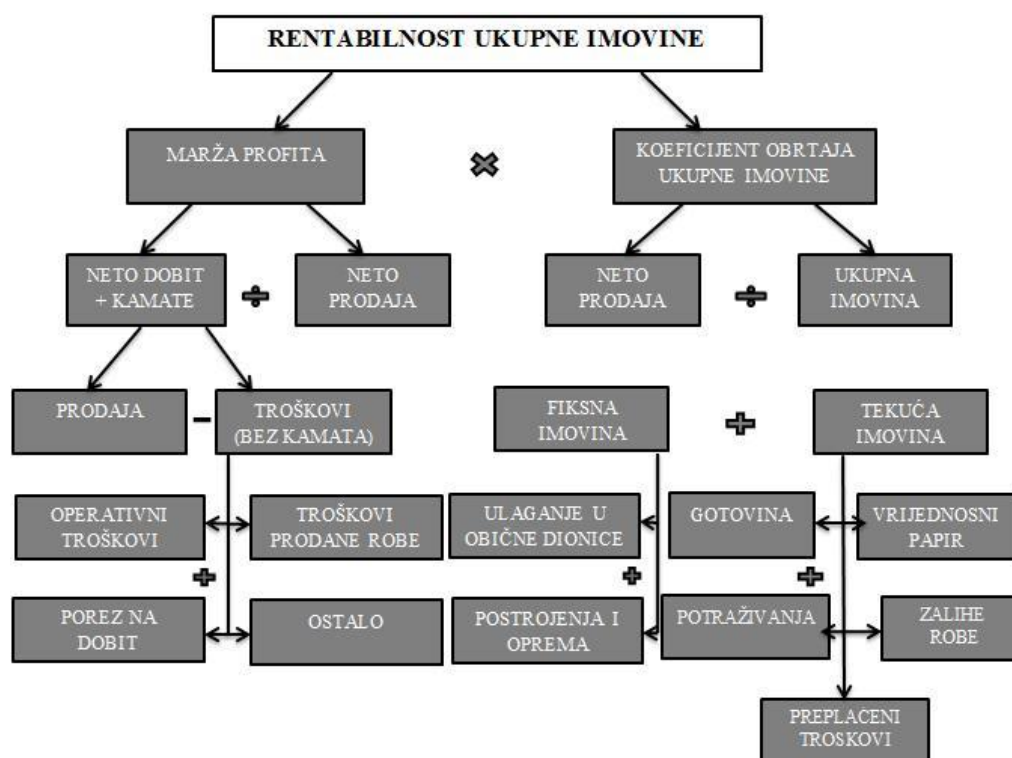 RENTABILNOST UKUPNE IMOVINE
MARŽA PROFITA
KOEFICIJENT OBRTAJA
UKUPNE IMOVINE
NETO DOBIT
+ KAMATE
NETO
PRODAJA
NETO
PRODAJA
UKUPNA
IMOVINA
PRODAJA
TROŠKOVI
(BEZ KAMATA)
FIKSNA
IMOVINA
TEKUĆA
IMOVINA
OPERATIVNI
TROŠKOVI
TROŠKOVI
PRODANE ROBE
ULAGANJE U
OBIČNE DIONICE
GOTOVINA
VRIJEDNOSNI
PAPIR
POREZ NA
DOBIT
OSTALO
POSTROJENJA I
OPREMA
POTRAŽIVANJA
ZALIHE
ROBE
PREPLAĆENI
TROSKOVI